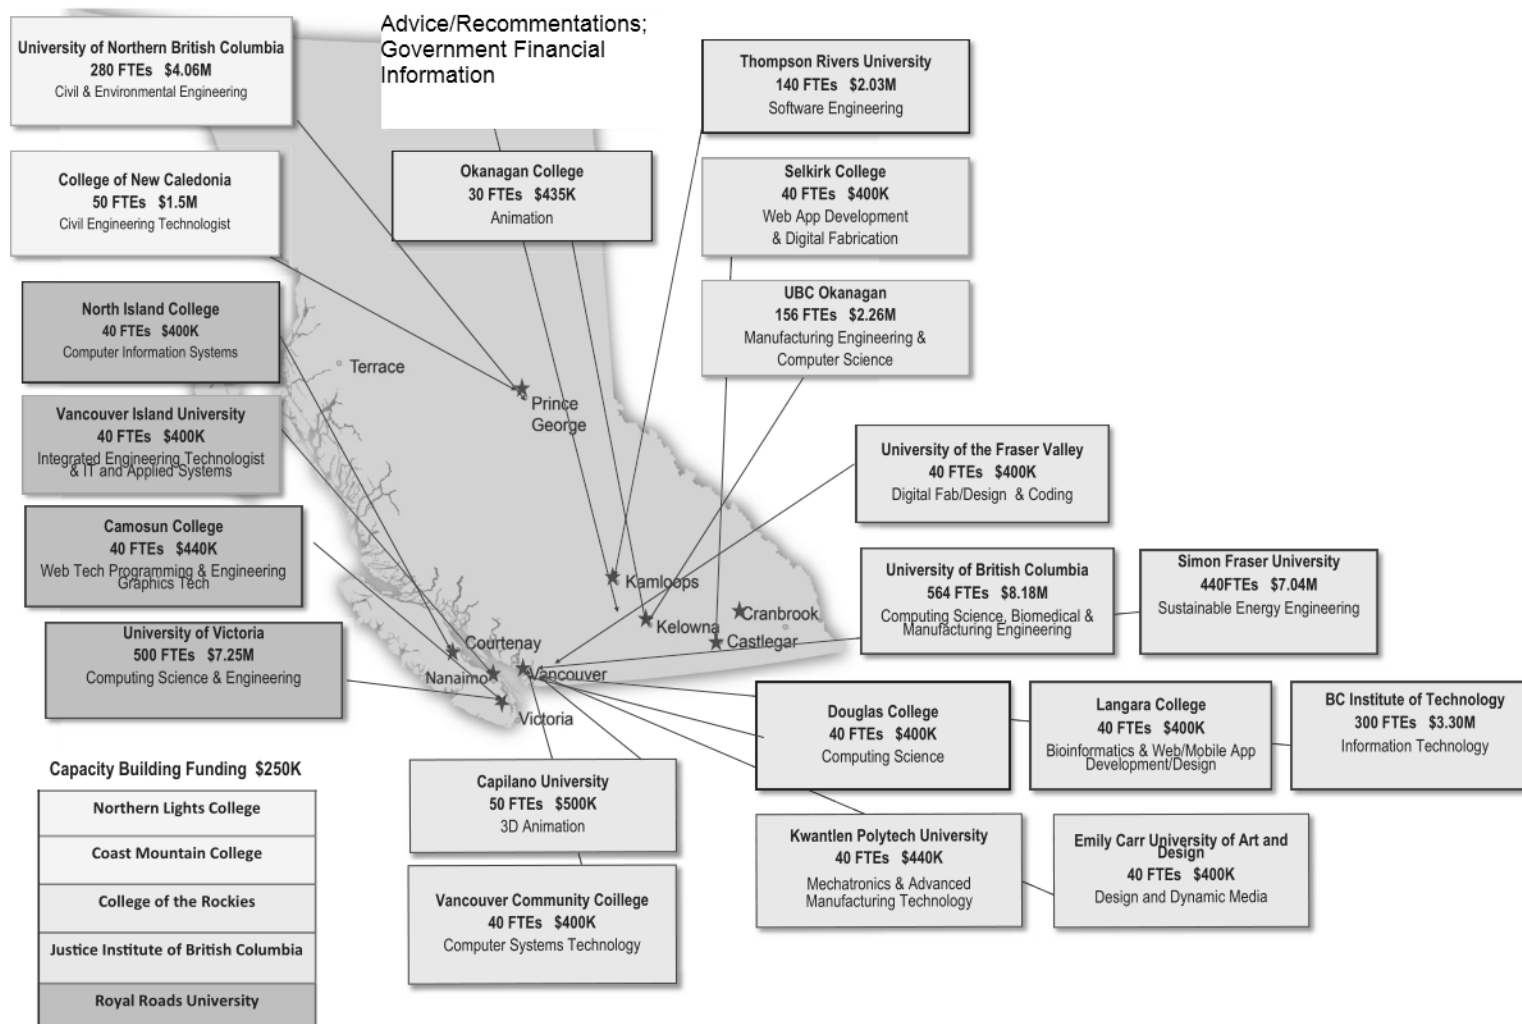 Advice/Recommentations;
Government Financial
Information
University of Northern British Columbia
280 FTEs $4.06M
Civil & Environmental Engineering
College of New Caledonia
50 FTEs $1.5M
Civil Engineering Technologist
North Island College
40 FTEs $400K
Computer Information Systems
Vancouver Island University
40 FTEs $400K
Integrated Engineering Technologist
& IT and Applied Systems
Camosun College
40 FTEs $440K
Web Tech Programming & Engineering
Graphics Tech
University of Victoria
500 FTEs $7.25M
Computing Science & Engineering
Okanagan College
30 FTEs $435K
Animation
Thompson Rivers University
140 FTEs $2.03M
Software Engineering
Selkirk College
40 FTEs $400K
Web App Development
& Digital Fabrication
UBC Okanagan
156 FTEs $2.26M
Manufacturing Engineering &
Computer Science
University of the Fraser Valley
40 FTEs $400K
Digital Fab/Design & Coding
University of British Columbia
564 FTEs $8.18M
Computing Science, Biomedical &
Manufacturing Engineering
Simon Fraser University
440FTEs $7.04M
Sustainable Energy Engineering
Terrace
Prince
George
Kamloops
Kelowna
Cranbrook
Castlegar
Courtenay
Nanaimo
Vancouver
Victoria
Douglas College
40 FTEs $400K
Computing Science
Langara College
40 FTEs $400K
Bioinformatics & Web/Mobile App
Development/Design
BC Institute of Technology
300 FTEs $3.30M
Information Technology
Capilano University
50 FTEs $500K
3D Animation
Vancouver Community Coillege
40 FTEs $400K
Computer Systems Technology
Kwantlen Polytech University
40 FTEs $440K
Mechatronics & Advanced
Manufacturing Technology
Emily Carr University of Art and
Design
40 FTEs $400K
Design and Dynamic Media
Capacity Building Funding $250K
Northern Lights College
Coast Mountain College
College of the Rockies
Justice Institute of British Columbia
Royal Roads University